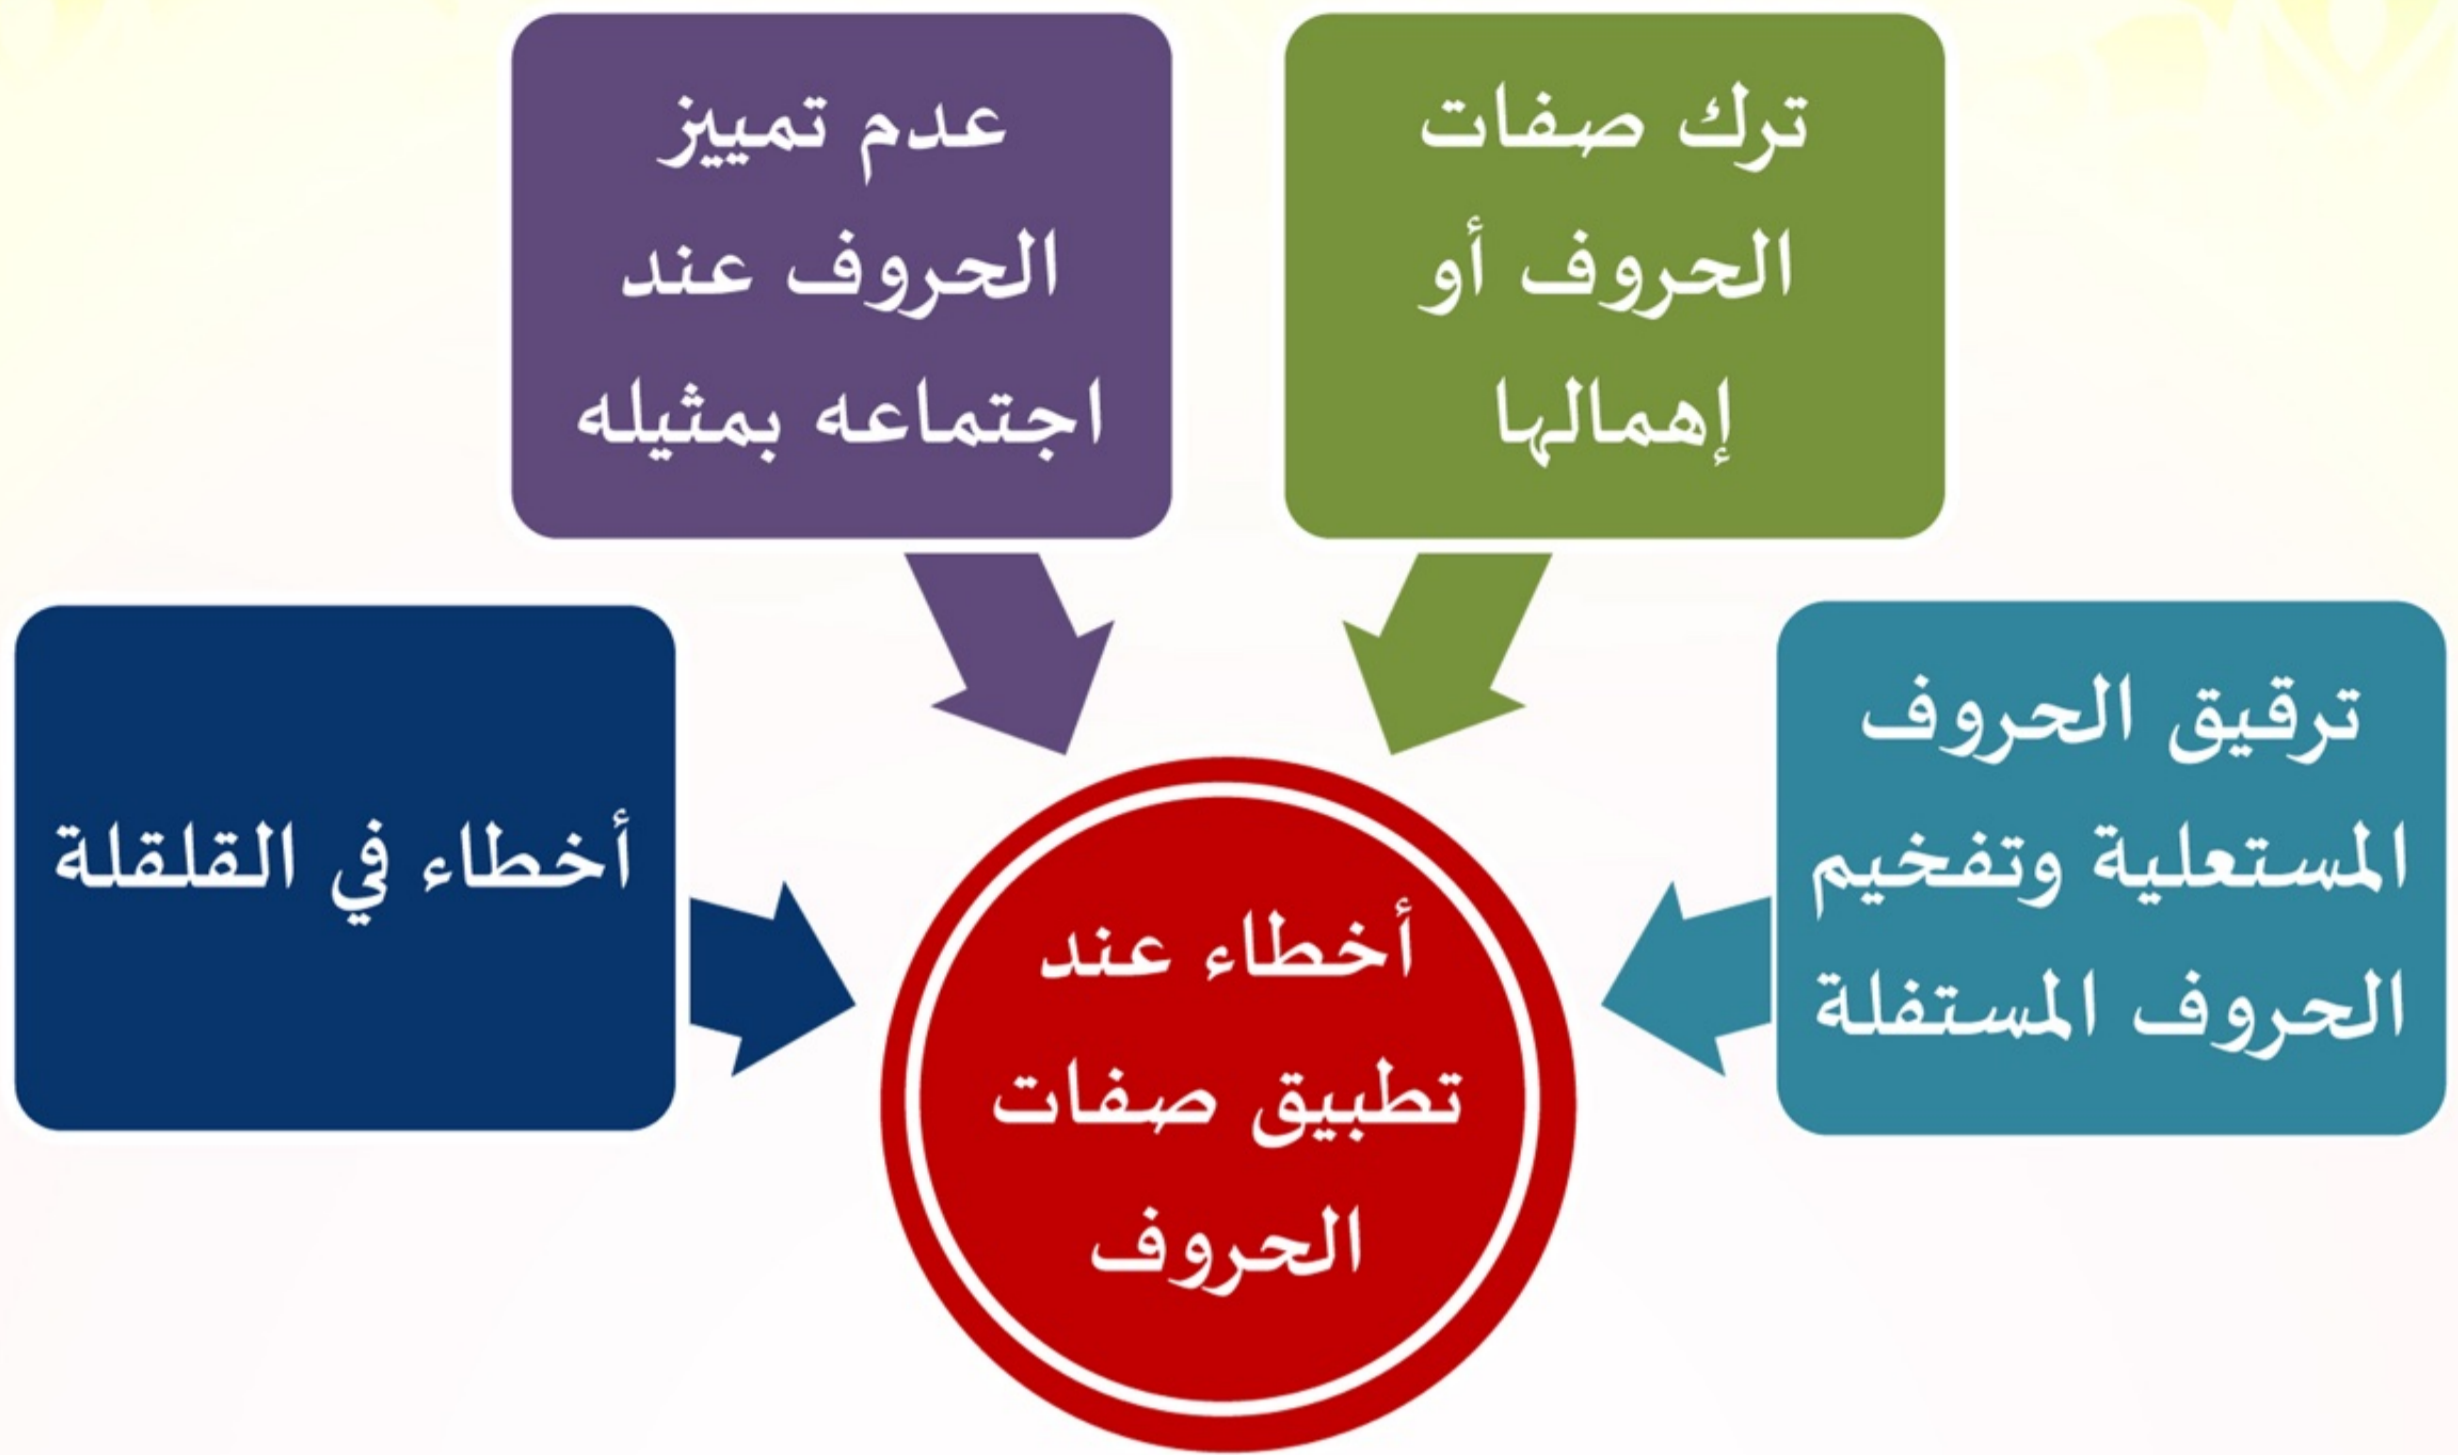 ترك صفات
الحروف أو
إهمالها
عدم تمييز
الحروف عند
اجتماعه بمثيله
ترقيق الحروف
المستعلية وتفخيم
الحروف المستفلة
أخطاء في القلقلة
أخطاء عند
تطبيق صفات
الحروف